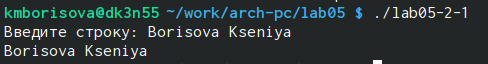 kmborisova@dk3n55 ~/work/arch-pc/lab05 $ ./lab05-2-1
Введите строку: Borisova Kseniya
Borisova Kseniya